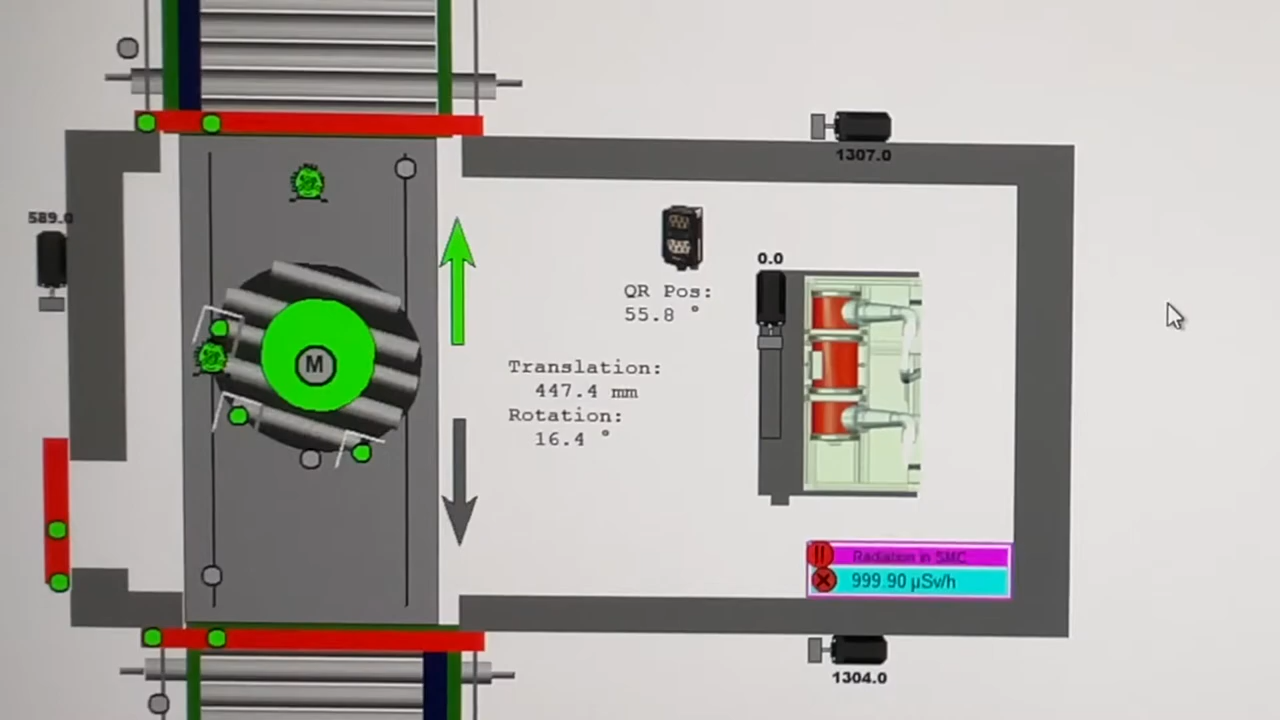 1307.0
589.0
0.0
QR Pos:
55.8 °
Translation:
447.4 mm
Rotation:
16.4 °
M
Radiation in SMC
999.90 µSv/h
1304.0